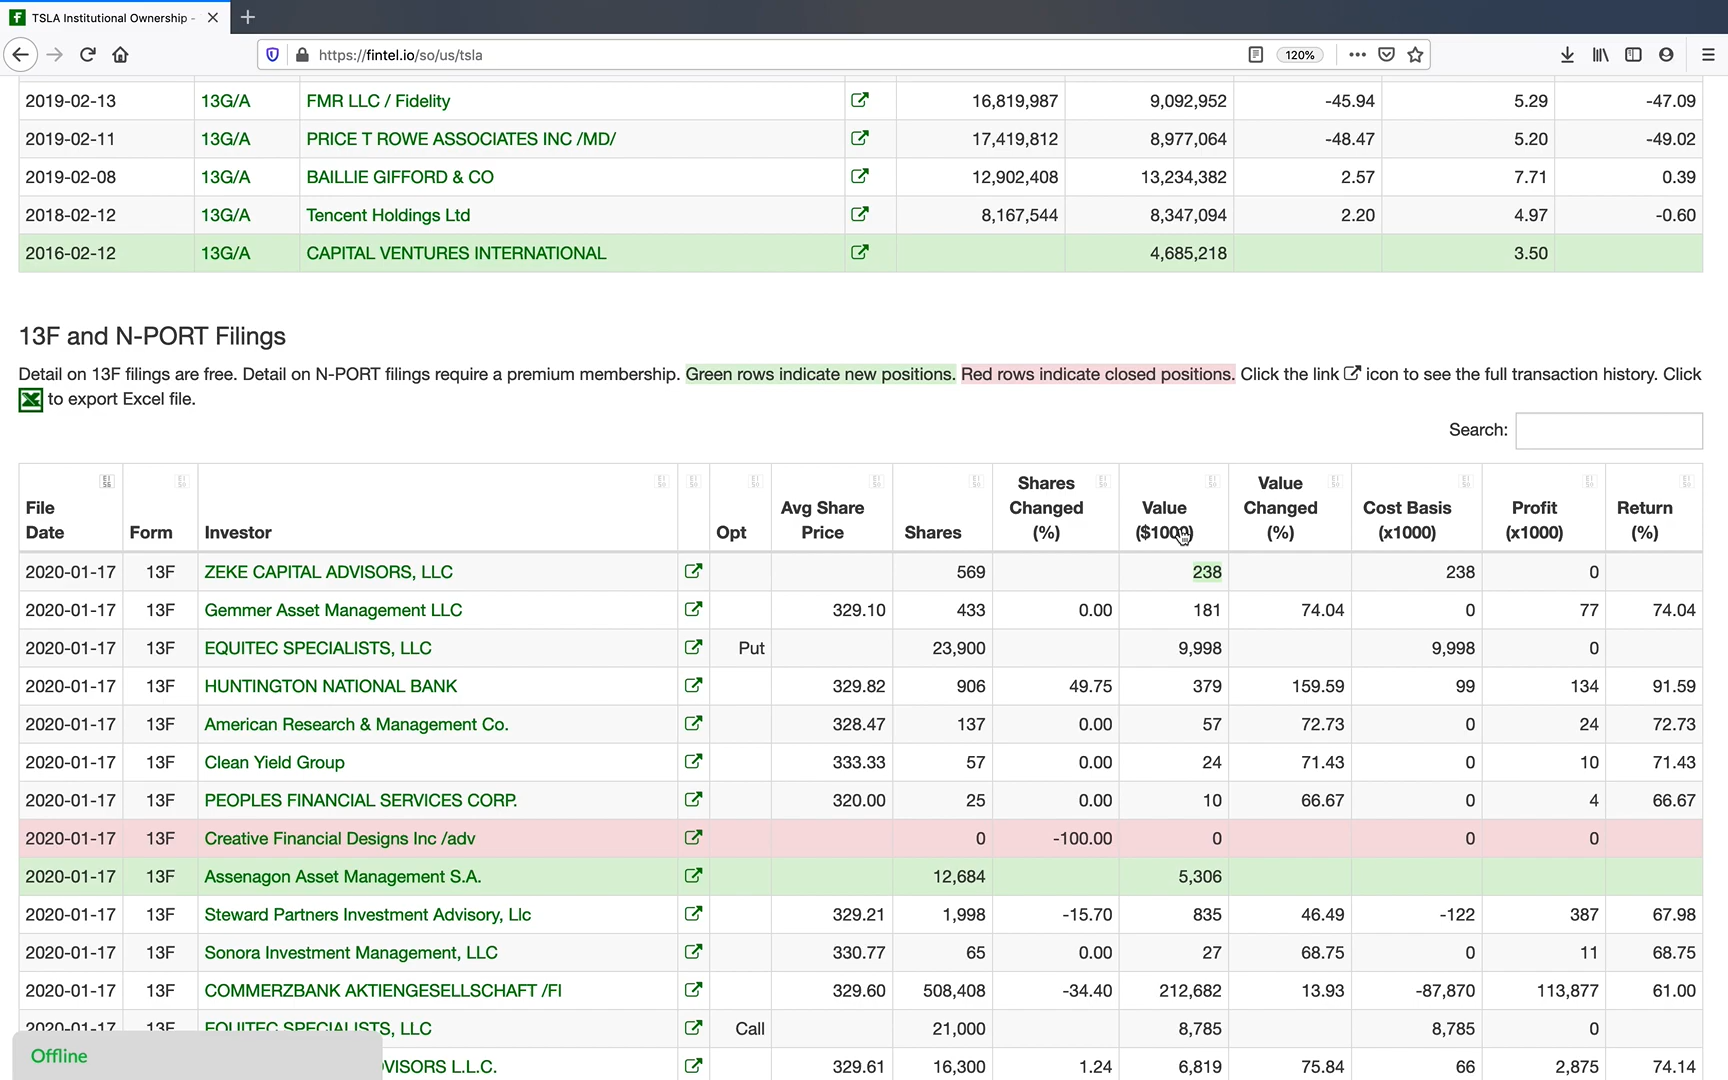 TSLA Institutional Ownership -
https://fintel.io/so/us/tsla
120%
2019-02-13 13G/A FMR LLC / Fidelity 16,819,987 9,092,952 -45.94 5.29 -47.09
2019-02-11 13G/A PRICE T ROWE ASSOCIATES INC /MD/ 17,419,812 8,977,064 -48.47 5.20 -49.02
2019-02-08 13G/A BAILLIE GIFFORD & CO 12,902,408 13,234,382 2.57 7.71 0.39
2018-02-12 13G/A Tencent Holdings Ltd 8,167,544 8,347,094 2.20 4.97 -0.60
2016-02-12 13G/A CAPITAL VENTURES INTERNATIONAL 4,685,218 3.50
13F and N-PORT Filings
Detail on 13F filings are free. Detail on N-PORT filings require a premium membership. Green rows indicate new positions. Red rows indicate closed positions. Click the link icon to see the full transaction history. Click
to export Excel file.
Search:
File Date Form Investor Opt Avg Share Price Shares Shares Changed (%) Value ($1000) Value Changed (%) Cost Basis (x1000) Profit (x1000) Return (%)
2020-01-17 13F ZEKE CAPITAL ADVISORS, LLC 569 238 238 0
2020-01-17 13F Gemmer Asset Management LLC 329.10 433 0.00 181 74.04 0 77 74.04
2020-01-17 13F EQUITEC SPECIALISTS, LLC Put 23,900 9,998 9,998 0
2020-01-17 13F HUNTINGTON NATIONAL BANK 329.82 906 49.75 379 159.59 99 134 91.59
2020-01-17 13F American Research & Management Co. 328.47 137 0.00 57 72.73 0 24 72.73
2020-01-17 13F Clean Yield Group 333.33 57 0.00 24 71.43 0 10 71.43
2020-01-17 13F PEOPLES FINANCIAL SERVICES CORP. 320.00 25 0.00 10 66.67 0 4 66.67
2020-01-17 13F Creative Financial Designs Inc /adv 0 -100.00 0 0 0
2020-01-17 13F Assenagon Asset Management S.A. 12,684 5,306
2020-01-17 13F Steward Partners Investment Advisory, Llc 329.21 1,998 -15.70 835 46.49 -122 387 67.98
2020-01-17 13F Sonora Investment Management, LLC 330.77 65 0.00 27 68.75 0 11 68.75
2020-01-17 13F COMMERZBANK AKTIENGESELLSCHAFT /FI 329.60 508,408 -34.40 212,682 13.93 -87,870 113,877 61.00
2020-01-17 13F EQUITEC SPECIALISTS, LLC Call 21,000 8,785 8,785 0
VISORS L.L.C. 329.61 16,300 1.24 6,819 75.84 66 2,875 74.14
Offline